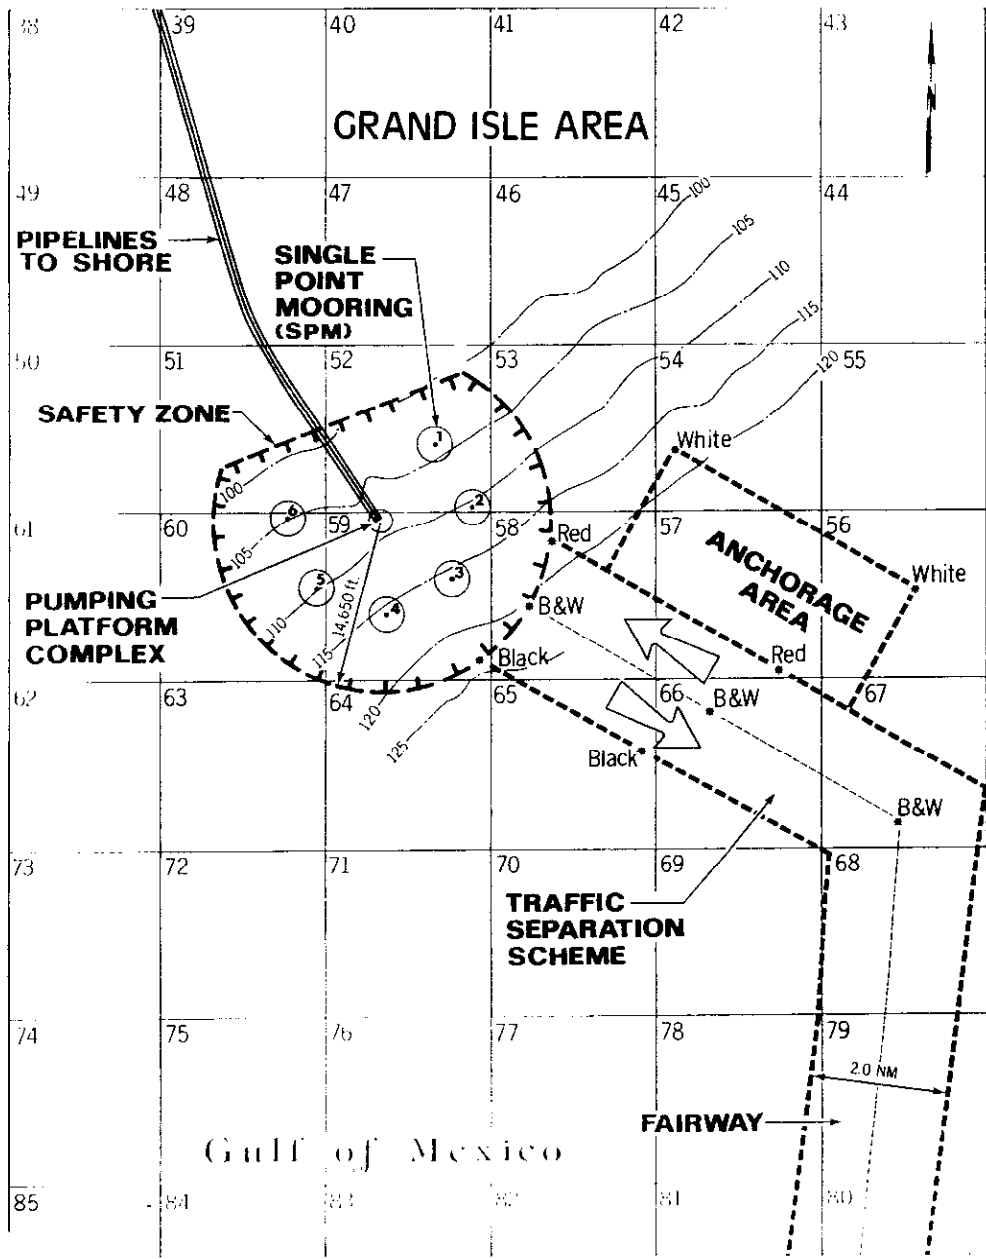 38 39 40 41 42 43
GRAND ISLE AREA
N
49 48 47 46 45 44
100
105
110
115
120
PIPELINES
TO SHORE
SINGLE
POINT
MOORING
(SPM)
50 51 52 53 54 55
SAFETY ZONE
1
White
100
6
2
61 60 59 58 57 56
Red
105
ANCHORAGE
AREA
White
5
3
14,650 ft.
4
B&W
110
PUMPING
PLATFORM
COMPLEX
115
Black
Red
62 63 64 65 66 67
120
B&W
125
Black
B&W
73 72 71 70 69 68
TRAFFIC
SEPARATION
SCHEME
74 75 76 77 78 79
2.0 NM
FAIRWAY
Gulf of Mexico
85 84 83 82 81 80